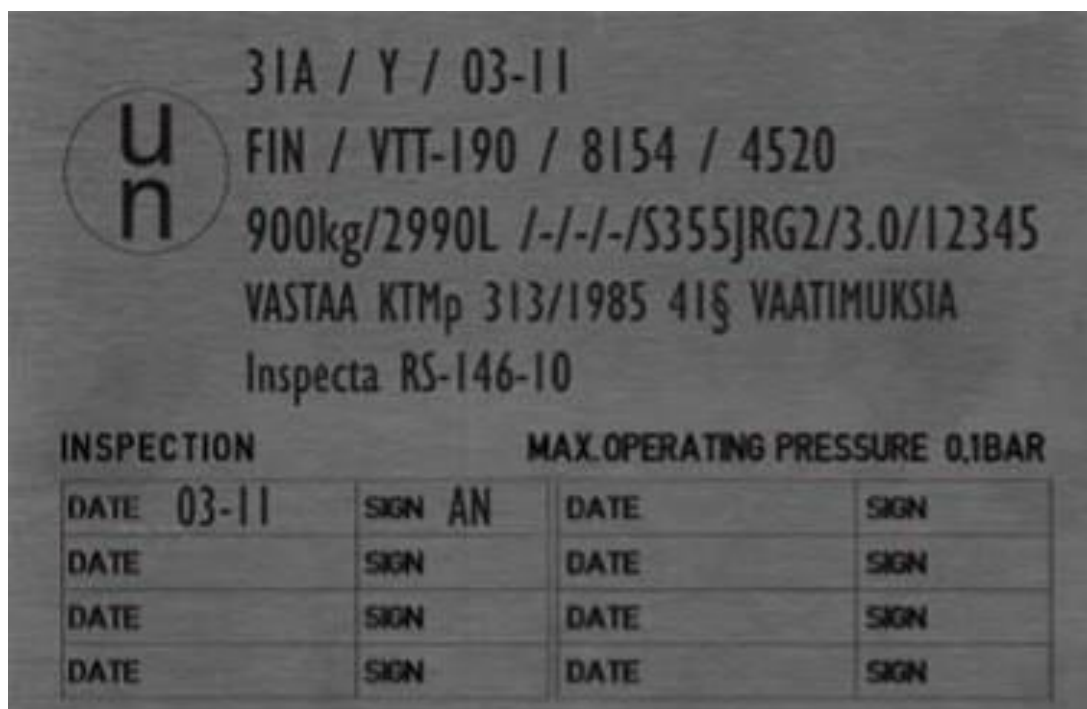 un
31A / Y / 03-11
FIN / VTT-190 / 8154 / 4520
900kg/2990L /-/-/-/S355JRG2/3.0/12345
VASTAA KTMp 313/1985 41§ VAATIMUKSIA
Inspecta RS-146-10
INSPECTION MAX.OPERATING PRESSURE 0,1BAR
DATE 03-11 SIGN AN DATE SIGN
DATE SIGN DATE SIGN
DATE SIGN DATE SIGN
DATE SIGN DATE SIGN